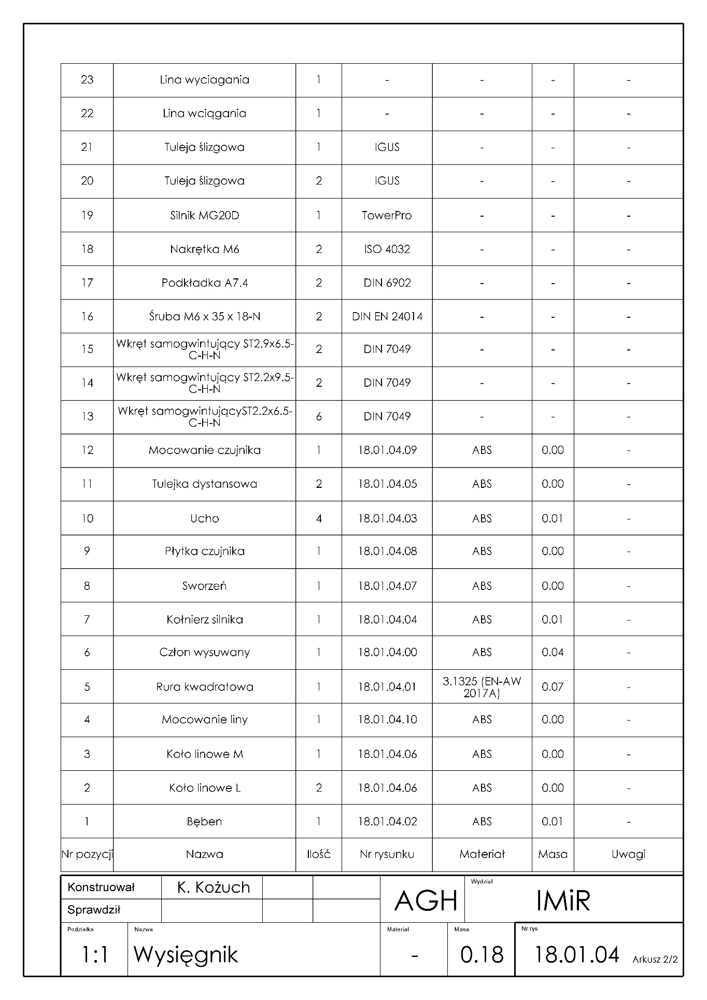 23 Lina wyciagania 1 - - - -
22 Lina wciągania 1 - - - -
21 Tuleja ślizgowa 1 IGUS - - -
20 Tuleja ślizgowa 2 IGUS - - -
19 Silnik MG20D 1 TowerPro - - -
18 Nakrętka M6 2 ISO 4032 - - -
17 Podkładka A7.4 2 DIN 6902 - - -
16 Śruba M6 x 35 x 18-N 2 DIN EN 24014 - - -
15 Wkręt samogwintujący ST2.9x6.5-
C-H-N 2 DIN 7049 - - -
14 Wkręt samogwintujący ST2.2x9.5-
C-H-N 2 DIN 7049 - - -
13 Wkręt samogwintującyST2.2x6.5-
C-H-N 6 DIN 7049 - - -
12 Mocowanie czujnika 1 18.01.04.09 ABS 0.00 -
11 Tulejka dystansowa 2 18.01.04.05 ABS 0.00 -
10 Ucho 4 18.01.04.03 ABS 0.01 -
9 Płytka czujnika 1 18.01.04.08 ABS 0.00 -
8 Sworzeń 1 18.01.04.07 ABS 0.00 -
7 Kołnierz silnika 1 18.01.04.04 ABS 0.01 -
6 Człon wysuwany 1 18.01.04.00 ABS 0.04 -
5 Rura kwadratowa 1 18.01.04.01 3.1325 (EN-AW
2017A) 0.07 -
4 Mocowanie liny 1 18.01.04.10 ABS 0.00 -
3 Koło linowe M 1 18.01.04.06 ABS 0.00 -
2 Koło linowe L 2 18.01.04.06 ABS 0.00 -
1 Bęben 1 18.01.04.02 ABS 0.01 -
Nr pozycji Nazwa Ilość Nr rysunku Materiał Masa Uwagi
Konstruował K. Kożuch
Sprawdził
AGH
Wydział
IMiR
Podziałka Nazwa Materiał Masa Nr rys
1:1 Wysięgnik - 0.18 18.01.04 Arkusz 2/2